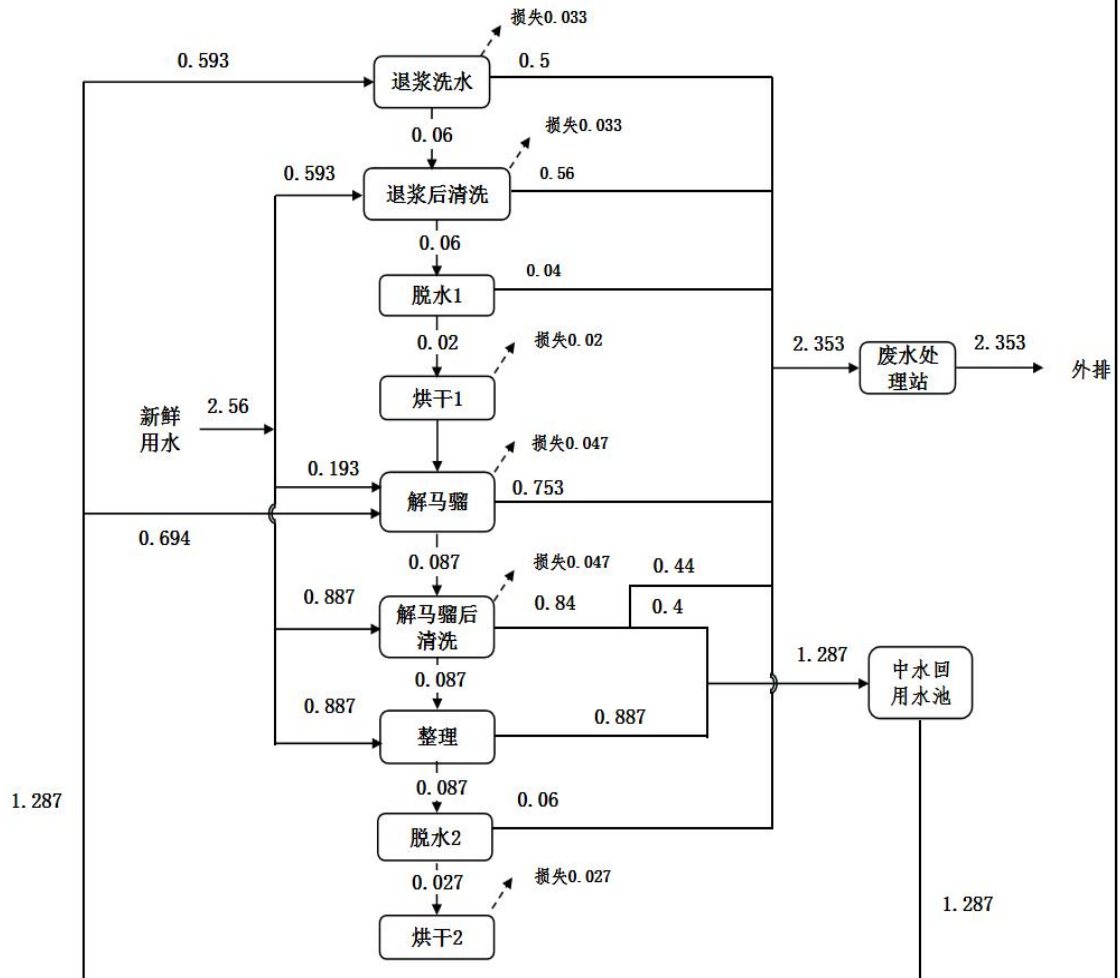 损失0.033
0.593
0.5
退浆洗水
0.06
损失0.033
0.593
0.56
退浆后清洗
0.06
0.04
脱水1
0.02
损失0.02
2.353
废水处
理站
2.353
外排
烘干1
新鲜
用水
2.56
损失0.047
0.193
0.753
解马骝
0.694
0.087
损失0.047
0.44
0.887
0.84
0.4
解马骝后
清洗
1.287
中水回
用水池
0.087
0.887
0.887
整理
0.087
1.287
0.06
脱水2
0.027
损失0.027
1.287
烘干2